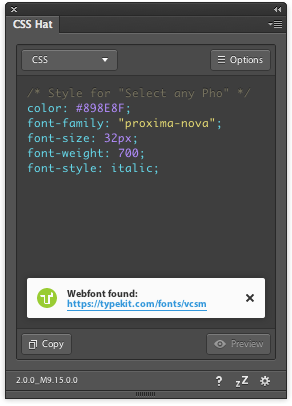 CSS Hat
CSS
Options
/* Style for "Select any Pho" */
color: #898E8F;
font-family: "proxima-nova";
font-size: 32px;
font-weight: 700;
font-style: italic;
Webfont found:
https://typekit.com/fonts/vcsm
Copy
Preview
2.0.0_M9.15.0.0
? zZ